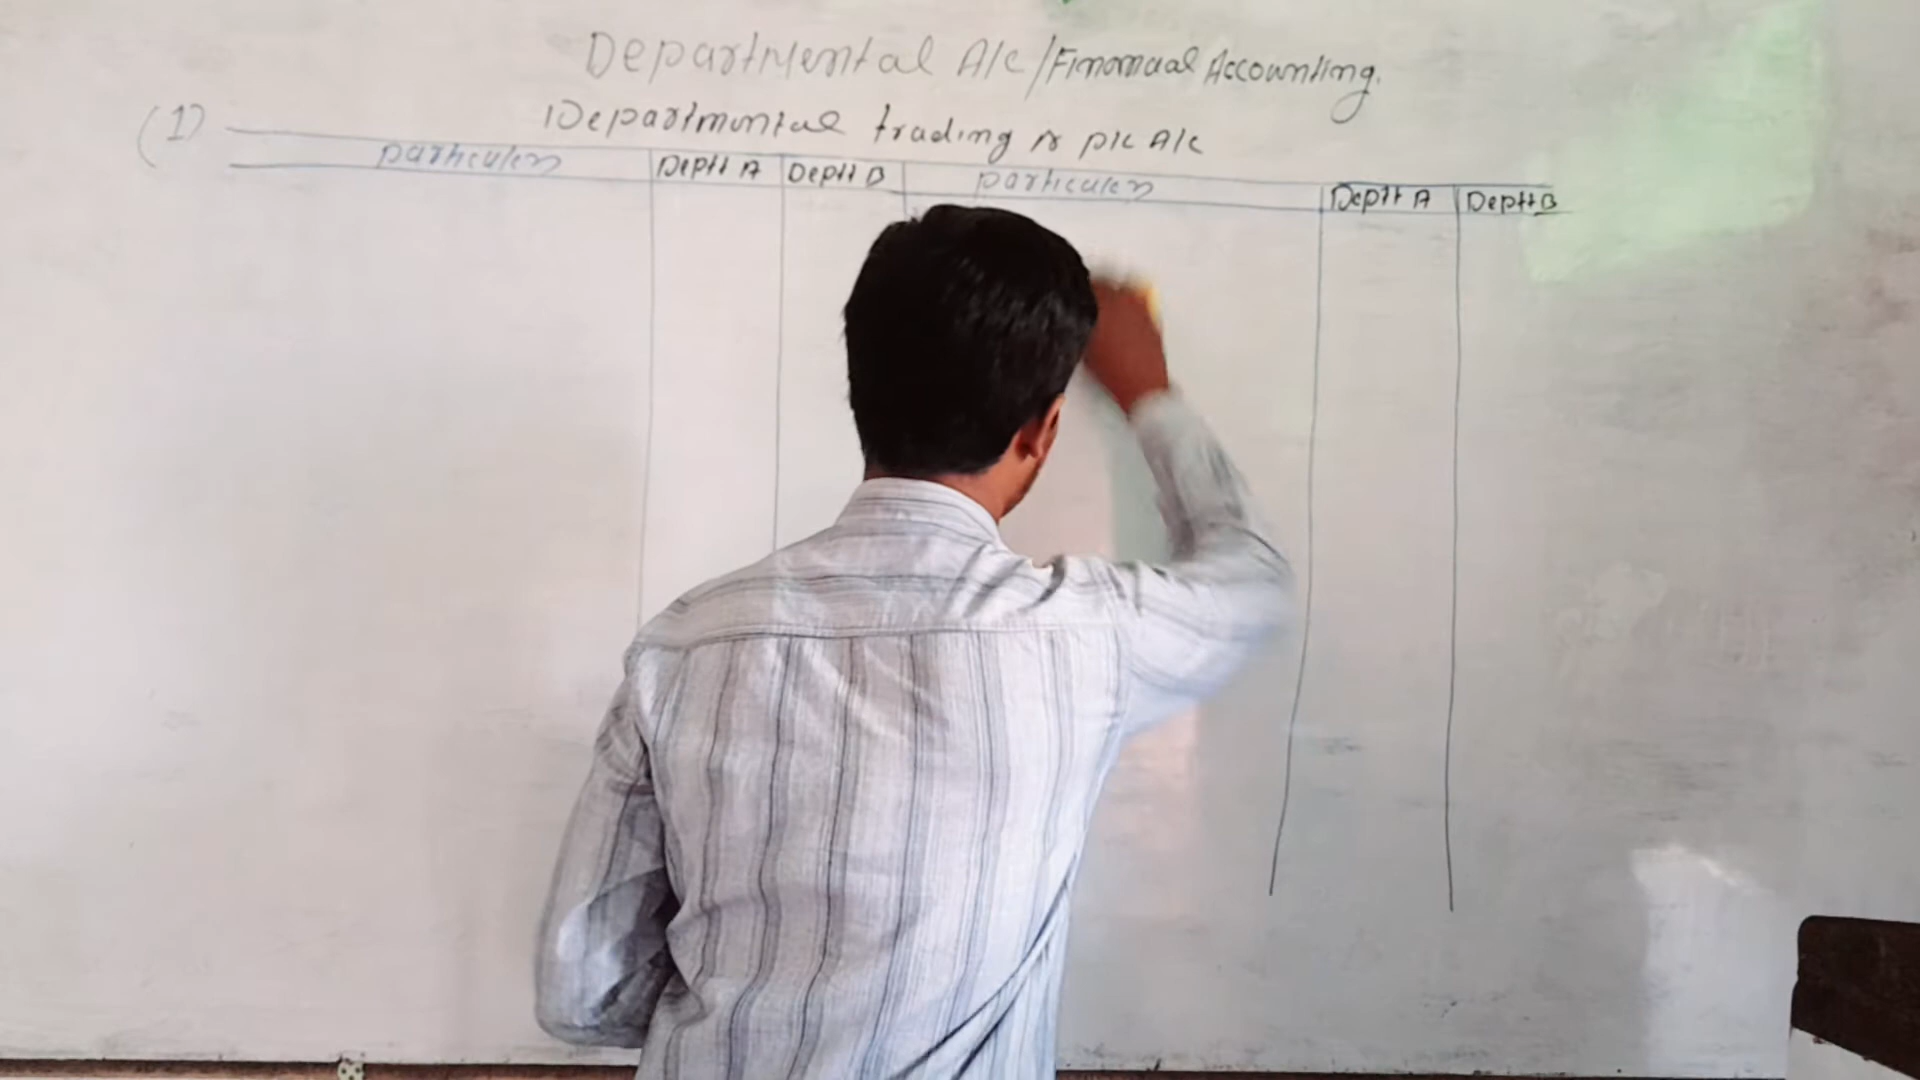 Departmental A/c/Financial Accounting.
(1) Departmental trading & P/L A/c
particulars Deptt A Deptt B particulars Deptt A Deptt B